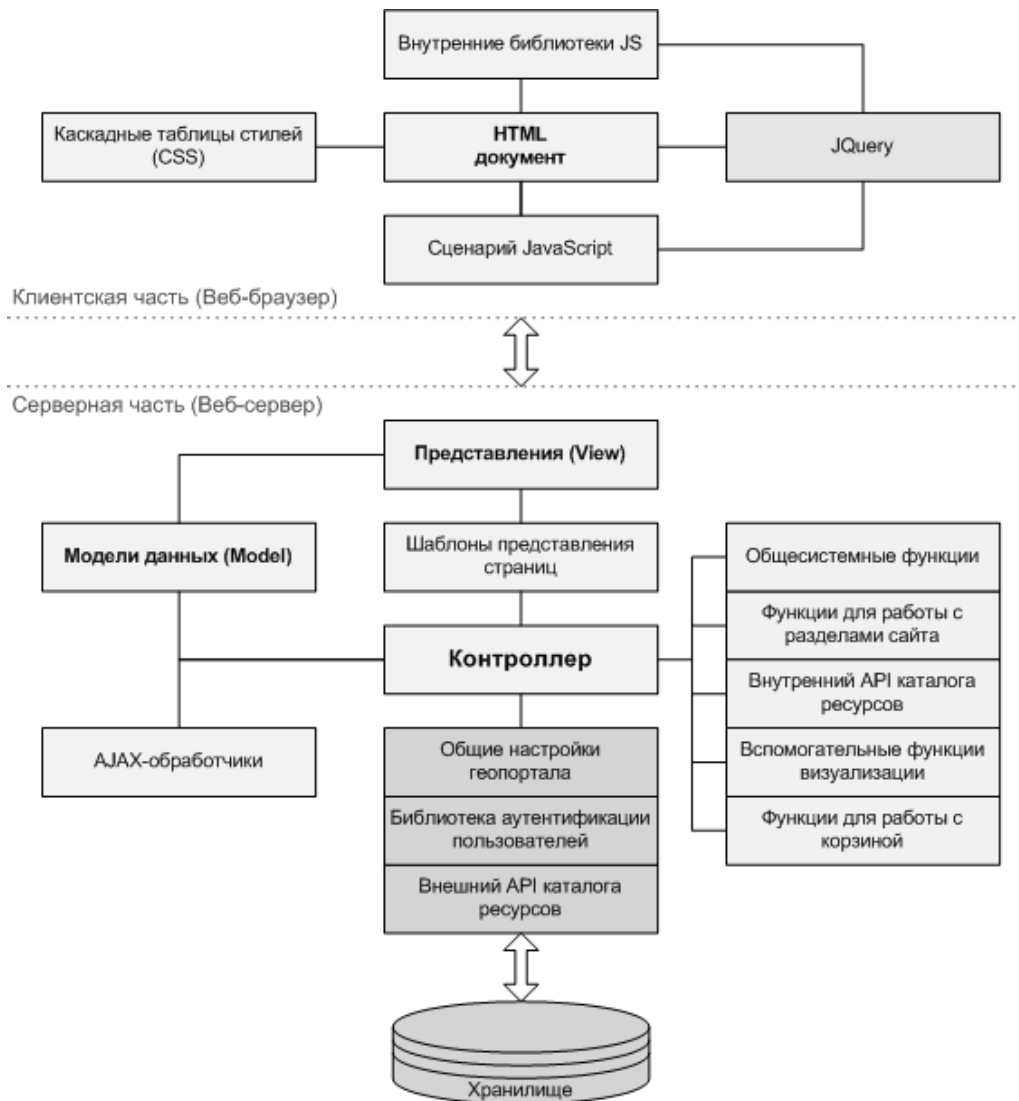 Внутренние библиотеки JS
Каскадные таблицы стилей
(CSS)
HTML
документ
JQuery
Сценарий JavaScript
Клиентская часть (Веб-браузер)
Серверная часть (Веб-сервер)
Представления (View)
Модели данных (Model)
Шаблоны представления
страниц
Общесистемные функции
Функции для работы с
разделами сайта
Контроллер
Внутренний API каталога
ресурсов
AJAX-обработчики
Общие настройки
геопортала
Вспомогательные функции
визуализации
Библиотека аутентификации
пользователей
Функции для работы с
корзиной
Внешний API каталога
ресурсов
Хранилище